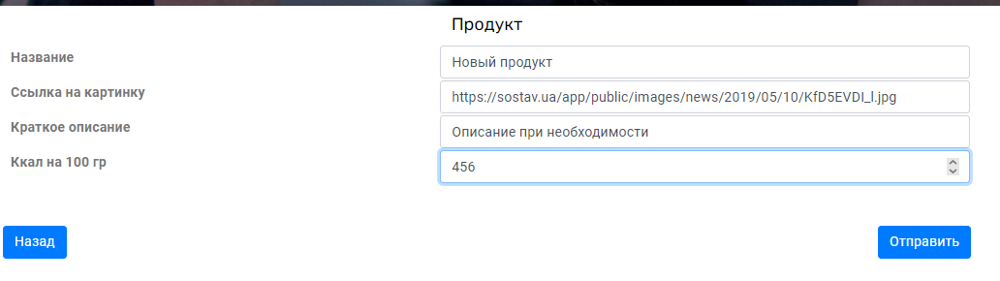 Продукт
Название
Новый продукт
Ссылка на картинку
https://sostav.ua/app/public/images/news/2019/05/10/KfD5EVDI_l.jpg
Краткое описание
Описание при необходимости
Ккал на 100 гр
456
Назад
Отправить